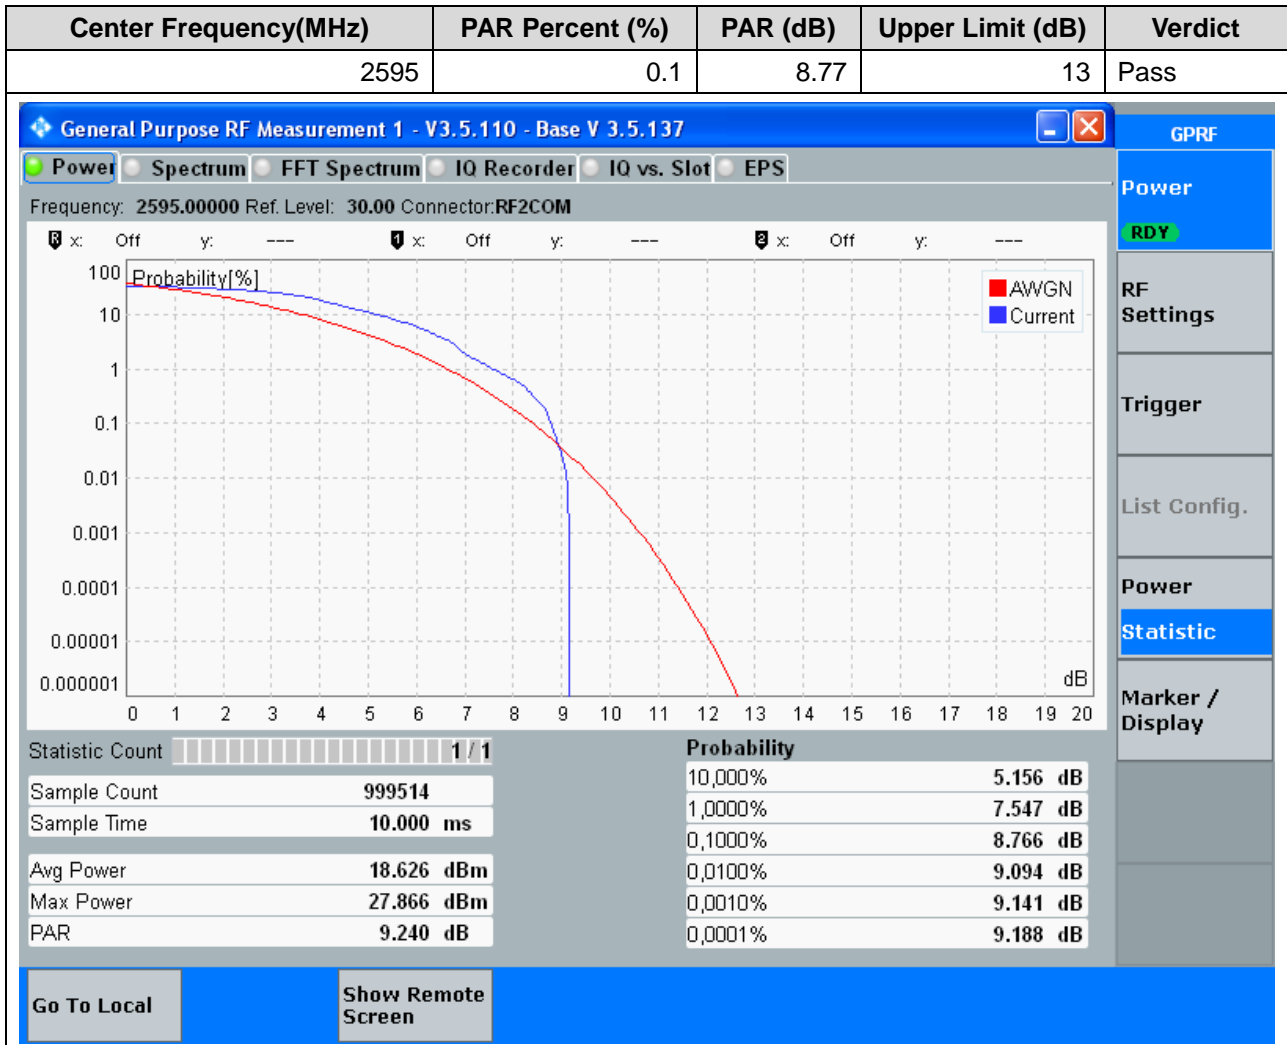 Center Frequency(MHz) PAR Percent (%) PAR (dB) Upper Limit (dB) Verdict
2595 0.1 8.77 13 Pass
General Purpose RF Measurement 1 - V3.5.110 - Base V 3.5.137
GPRF
Power Spectrum FFT Spectrum IQ Recorder IQ vs. Slot EPS
Power
RDY
Frequency: 2595.00000 Ref. Level: 30.00 Connector:RF2COM
R x: Off y: --- 1 x: Off y: --- 2 x: Off y: ---
Probability[%]
AWGN
Current
100
10
1
0.1
0.01
0.001
0.0001
0.00001
0.000001
dB
0 1 2 3 4 5 6 7 8 9 10 11 12 13 14 15 16 17 18 19 20
RF
Settings
Trigger
List Config.
Power
Statistic
Marker /
Display
Statistic Count 1 / 1
Sample Count 999514
Sample Time 10.000 ms
Avg Power 18.626 dBm
Max Power 27.866 dBm
PAR 9.240 dB
Probability
10,000% 5.156 dB
1,0000% 7.547 dB
0,1000% 8.766 dB
0,0100% 9.094 dB
0,0010% 9.141 dB
0,0001% 9.188 dB
Go To Local
Show Remote
Screen